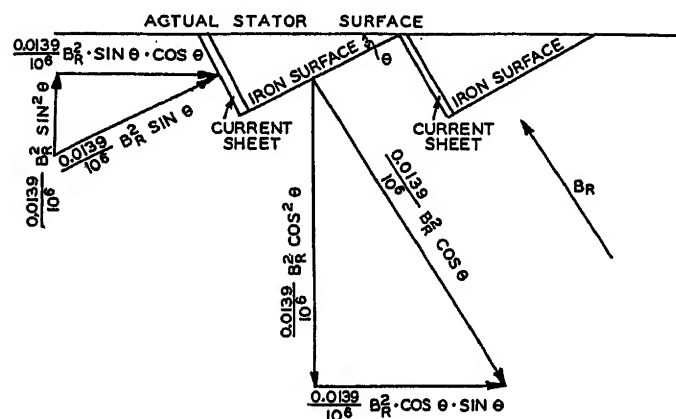 AGTUAL STATOR SURFACE
0.0139/10⁶ B_R² · SIN θ · COS θ
IRON SURFACE
θ
IRON SURFACE
CURRENT SHEET
CURRENT SHEET
0.0139/10⁶ B_R² SIN² θ
0.0139/10⁶ B_R² SIN θ
0.0139/10⁶ B_R² COS² θ
0.0139/10⁶ B_R² COS θ
B_R
0.0139/10⁶ B_R² · COS θ · SIN θ